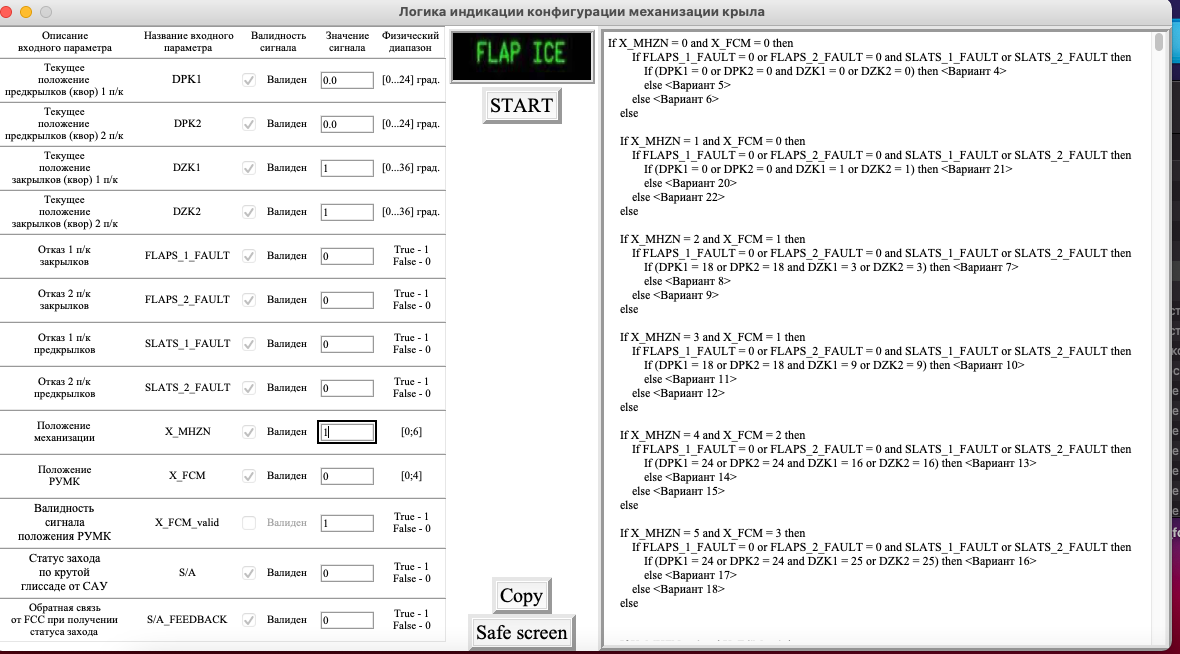 Логика индикации конфигурации механизации крыла
Описание
входного параметра
Название входного
параметра
Валидность
сигнала
Значение
сигнала
Физический
диапазон
Текущее
положение
предкрылков (квор) 1 п/к
DPK1
Валиден
0.0
[0...24] град.
Текущее
положение
предкрылков (квор) 2 п/к
DPK2
Валиден
0.0
[0...24] град.
Текущее
положение
закрылков (квор) 1 п/к
DZK1
Валиден
1
[0...36] град.
Текущее
положение
закрылков (квор) 2 п/к
DZK2
Валиден
1
[0...36] град.
Отказ 1 п/к
закрылков
FLAPS_1_FAULT
Валиден
0
True - 1
False - 0
Отказ 2 п/к
закрылков
FLAPS_2_FAULT
Валиден
0
True - 1
False - 0
Отказ 1 п/к
предкрылков
SLATS_1_FAULT
Валиден
0
True - 1
False - 0
Отказ 2 п/к
предкрылков
SLATS_2_FAULT
Валиден
0
True - 1
False - 0
Положение
механизации
X_MHZN
Валиден
1
[0;6]
Положение
РУМК
X_FCM
Валиден
0
[0;4]
Валидность
сигнала
положения РУМК
X_FCM_valid
Валиден
1
True - 1
False - 0
Статус захода
по крутой
глиссаде от САУ
S/A
Валиден
0
True - 1
False - 0
Обратная связь
от FCC при получении
статуса захода
S/A_FEEDBACK
Валиден
0
True - 1
False - 0
FLAP ICE
START
Copy
Safe screen
If X_MHZN = 0 and X_FCM = 0 then
If FLAPS_1_FAULT = 0 or FLAPS_2_FAULT = 0 and SLATS_1_FAULT or SLATS_2_FAULT then
If (DPK1 = 0 or DPK2 = 0 and DZK1 = 0 or DZK2 = 0) then <Вариант 4>
else <Вариант 5>
else <Вариант 6>
else
If X_MHZN = 1 and X_FCM = 0 then
If FLAPS_1_FAULT = 0 or FLAPS_2_FAULT = 0 and SLATS_1_FAULT or SLATS_2_FAULT then
If (DPK1 = 0 or DPK2 = 0 and DZK1 = 1 or DZK2 = 1) then <Вариант 21>
else <Вариант 20>
else <Вариант 22>
else
If X_MHZN = 2 and X_FCM = 1 then
If FLAPS_1_FAULT = 0 or FLAPS_2_FAULT = 0 and SLATS_1_FAULT or SLATS_2_FAULT then
If (DPK1 = 18 or DPK2 = 18 and DZK1 = 3 or DZK2 = 3) then <Вариант 7>
else <Вариант 8>
else <Вариант 9>
else
If X_MHZN = 3 and X_FCM = 1 then
If FLAPS_1_FAULT = 0 or FLAPS_2_FAULT = 0 and SLATS_1_FAULT or SLATS_2_FAULT then
If (DPK1 = 18 or DPK2 = 18 and DZK1 = 9 or DZK2 = 9) then <Вариант 10>
else <Вариант 11>
else <Вариант 12>
else
If X_MHZN = 4 and X_FCM = 2 then
If FLAPS_1_FAULT = 0 or FLAPS_2_FAULT = 0 and SLATS_1_FAULT or SLATS_2_FAULT then
If (DPK1 = 24 or DPK2 = 24 and DZK1 = 16 or DZK2 = 16) then <Вариант 13>
else <Вариант 14>
else <Вариант 15>
else
If X_MHZN = 5 and X_FCM = 3 then
If FLAPS_1_FAULT = 0 or FLAPS_2_FAULT = 0 and SLATS_1_FAULT or SLATS_2_FAULT then
If (DPK1 = 24 or DPK2 = 24 and DZK1 = 25 or DZK2 = 25) then <Вариант 16>
else <Вариант 17>
else <Вариант 18>
else